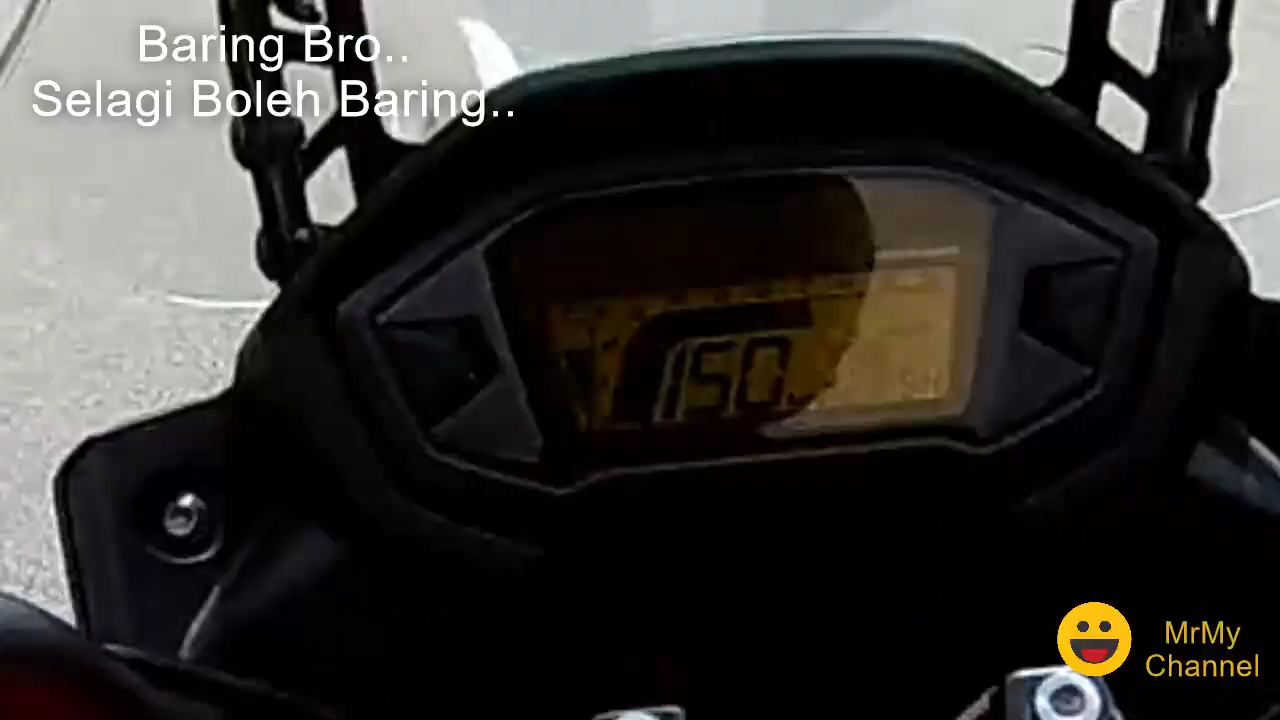 Baring Bro..
Selagi Boleh Baring..
150
MrMy
Channel